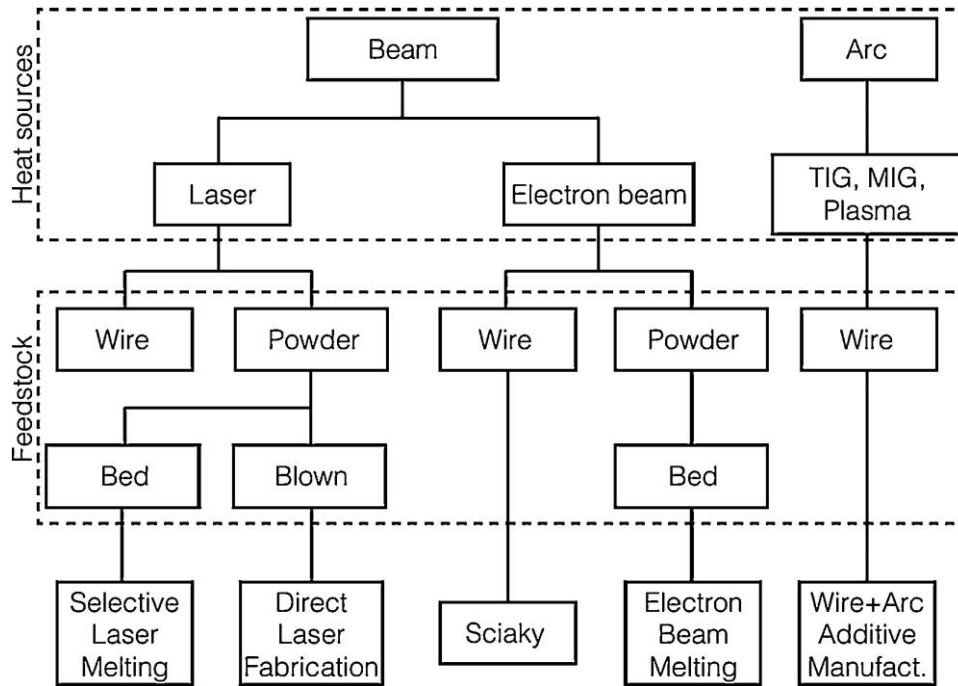 Heat sources
Beam
Arc
Laser
Electron beam
TIG, MIG,
Plasma
Feedstock
Wire
Powder
Wire
Powder
Wire
Bed
Blown
Bed
Selective
Laser
Melting
Direct
Laser
Fabrication
Sciaky
Electron
Beam
Melting
Wire+Arc
Additive
Manufact.